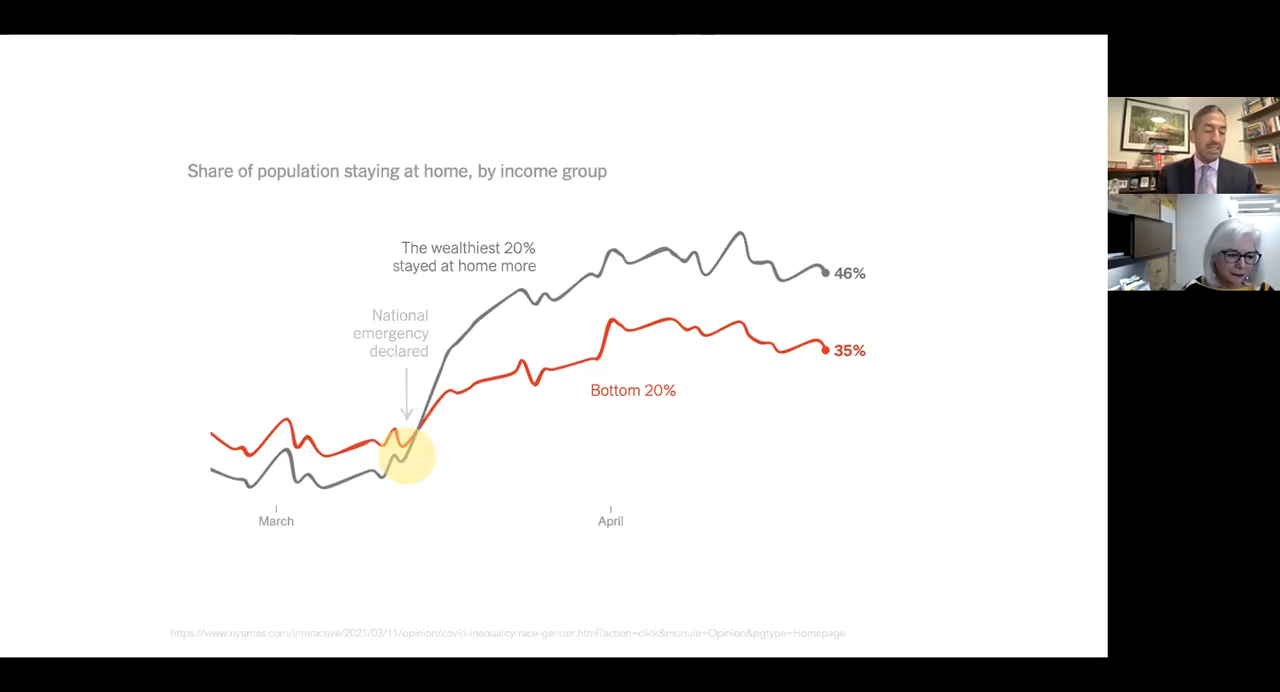 Share of population staying at home, by income group
The wealthiest 20%
stayed at home more
46%
National
emergency
declared
35%
Bottom 20%
March
April
https://www.nytimes.com/interactive/2021/03/11/opinion/covid-inequality-race-gender.html?action=click&module=Opinion&pgtype=Homepage